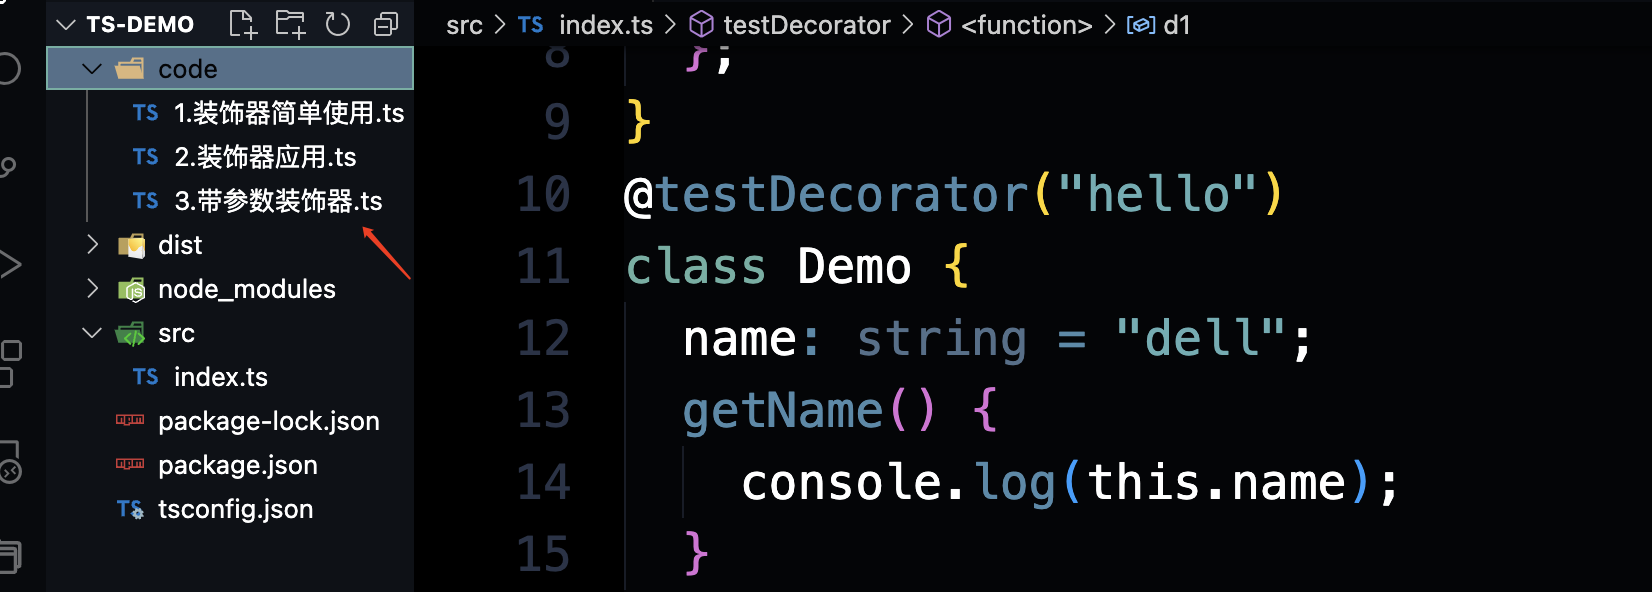 TS-DEMO
code
TS 1.装饰器简单使用.ts
TS 2.装饰器应用.ts
TS 3.带参数装饰器.ts
dist
node_modules
src
TS index.ts
package-lock.json
package.json
TS tsconfig.json
src > TS index.ts > testDecorator > <function> > d1
8 };
9 }
10 @testDecorator("hello")
11 class Demo {
12 name: string = "dell";
13 getName() {
14 console.log(this.name);
15 }